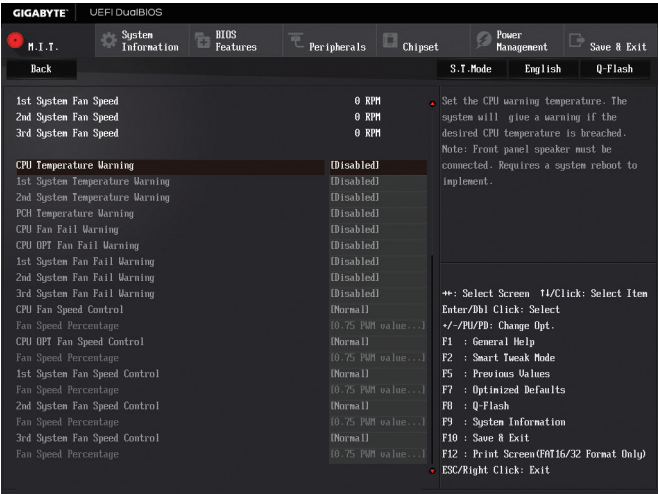 GIGABYTE™ UEFI DualBIOS
M.I.T.
System Information
BIOS Features
Peripherals
Chipset
Power Management
Save & Exit
Back
S.T.Mode English Q-Flash
1st System Fan Speed 0 RPM
2nd System Fan Speed 0 RPM
3rd System Fan Speed 0 RPM
CPU Temperature Warning [Disabled]
1st System Temperature Warning [Disabled]
2nd System Temperature Warning [Disabled]
PCH Temperature Warning [Disabled]
CPU Fan Fail Warning [Disabled]
CPU OPT Fan Fail Warning [Disabled]
1st System Fan Fail Warning [Disabled]
2nd System Fan Fail Warning [Disabled]
3rd System Fan Fail Warning [Disabled]
CPU Fan Speed Control [Normal]
Fan Speed Percentage [0.75 PWM value...]
CPU OPT Fan Speed Control [Normal]
Fan Speed Percentage [0.75 PWM value...]
1st System Fan Speed Control [Normal]
Fan Speed Percentage [0.75 PWM value...]
2nd System Fan Speed Control [Normal]
Fan Speed Percentage [0.75 PWM value...]
3rd System Fan Speed Control [Normal]
Fan Speed Percentage [0.75 PWM value...]
Set the CPU warning temperature. The
system will give a warning if the
desired CPU temperature is breached.
Note: Front panel speaker must be
connected. Requires a system reboot to
implement.
→←: Select Screen ↑↓/Click: Select Item
Enter/Dbl Click: Select
+/-/PU/PD: Change Opt.
F1 : General Help
F2 : Smart Tweak Mode
F5 : Previous Values
F7 : Optimized Defaults
F8 : Q-Flash
F9 : System Information
F10 : Save & Exit
F12 : Print Screen(FAT16/32 Format Only)
ESC/Right Click: Exit